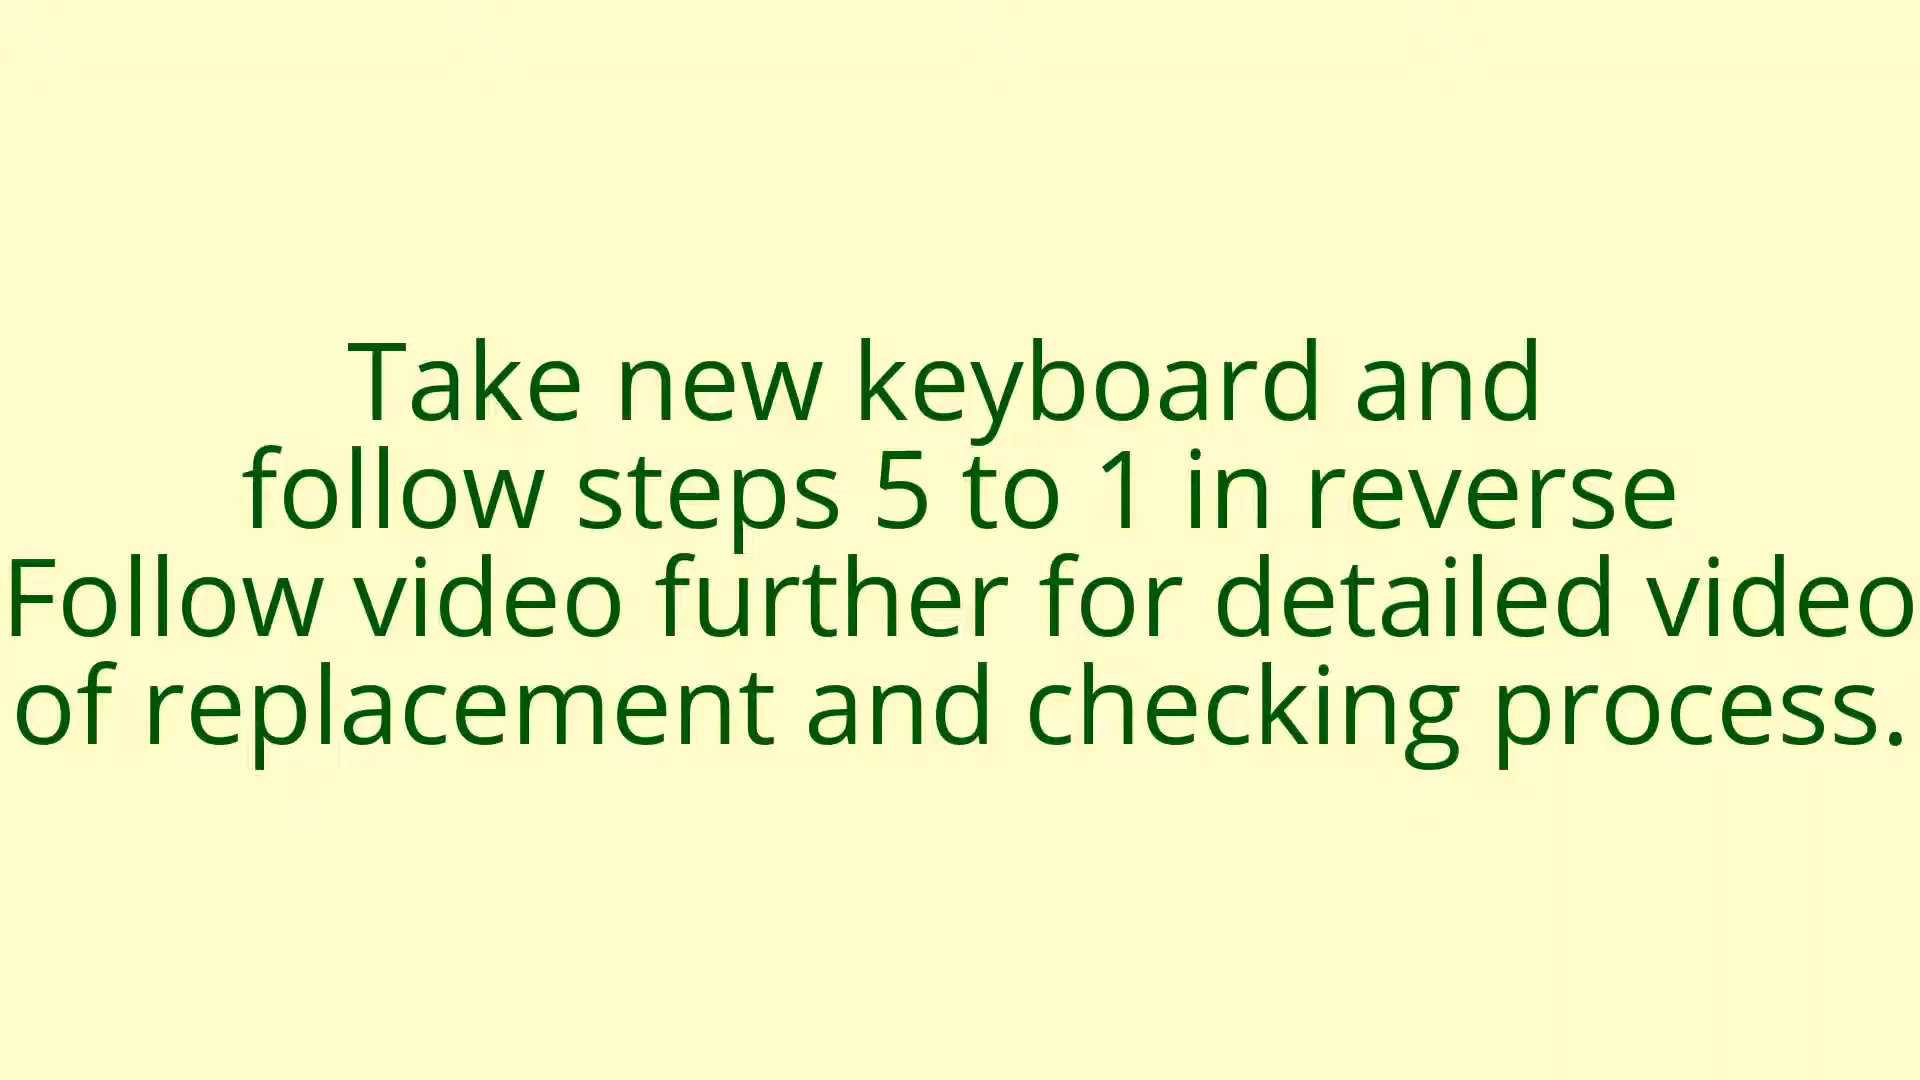 Take new keyboard and
follow steps 5 to 1 in reverse
Follow video further for detailed video
of replacement and checking process.